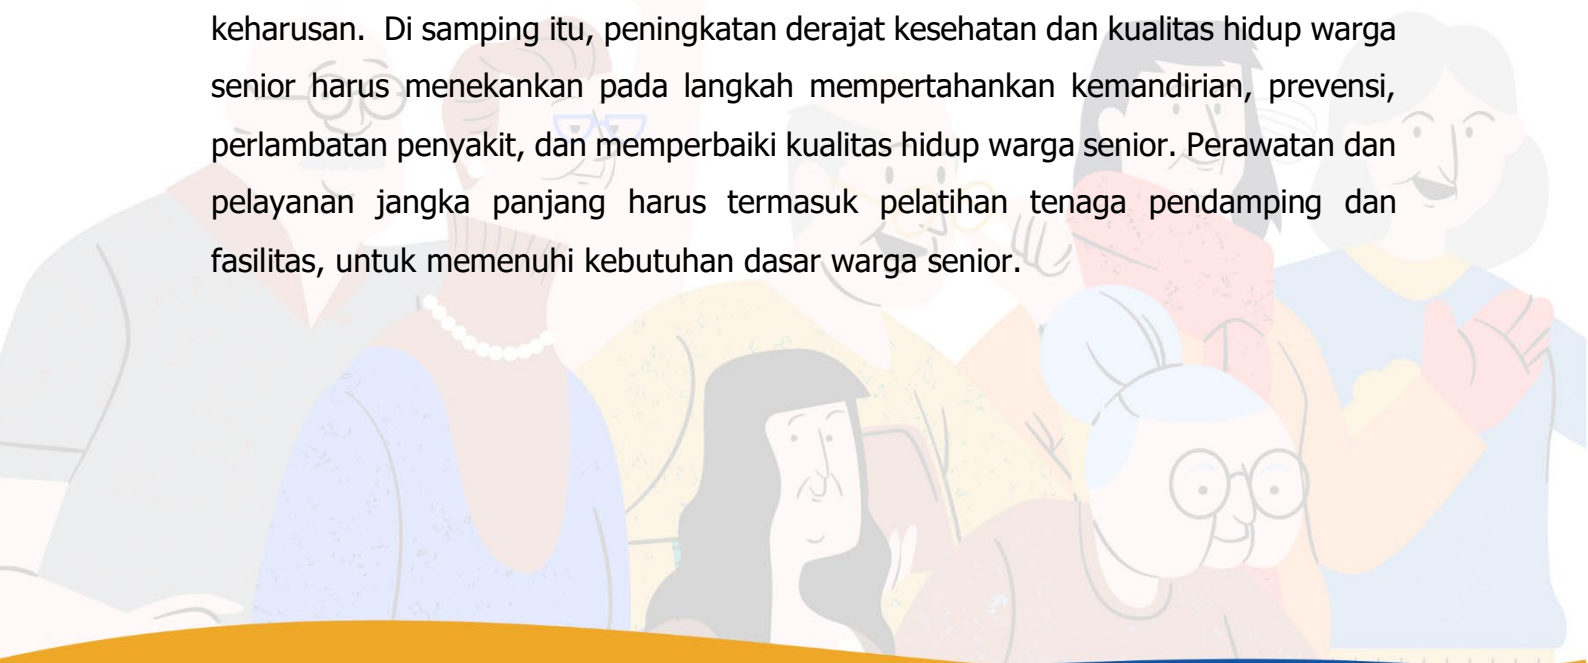 keharusan.  Di samping itu, peningkatan derajat kesehatan dan kualitas hidup warga
senior harus menekankan pada langkah mempertahankan kemandirian, prevensi,
perlambatan penyakit, dan memperbaiki kualitas hidup warga senior. Perawatan dan
pelayanan jangka panjang harus termasuk pelatihan tenaga pendamping dan
fasilitas, untuk memenuhi kebutuhan dasar warga senior.